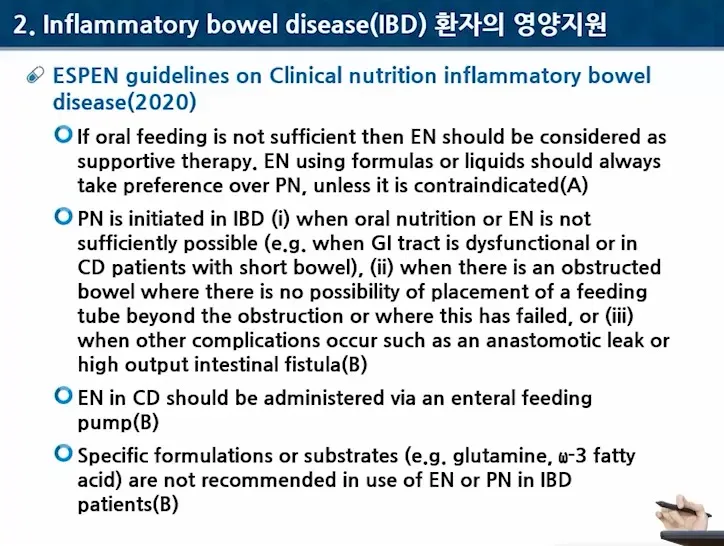 2. Inflammatory bowel disease(IBD) 환자의 영양지원
ESPEN guidelines on Clinical nutrition inflammatory bowel
disease(2020)
If oral feeding is not sufficient then EN should be considered as
supportive therapy. EN using formulas or liquids should always
take preference over PN, unless it is contraindicated(A)
PN is initiated in IBD (i) when oral nutrition or EN is not
sufficiently possible (e.g. when GI tract is dysfunctional or in
CD patients with short bowel), (ii) when there is an obstructed
bowel where there is no possibility of placement of a feeding
tube beyond the obstruction or where this has failed, or (iii)
when other complications occur such as an anastomotic leak or
high output intestinal fistula(B)
EN in CD should be administered via an enteral feeding
pump(B)
Specific formulations or substrates (e.g. glutamine, ω-3 fatty
acid) are not recommended in use of EN or PN in IBD
patients(B)